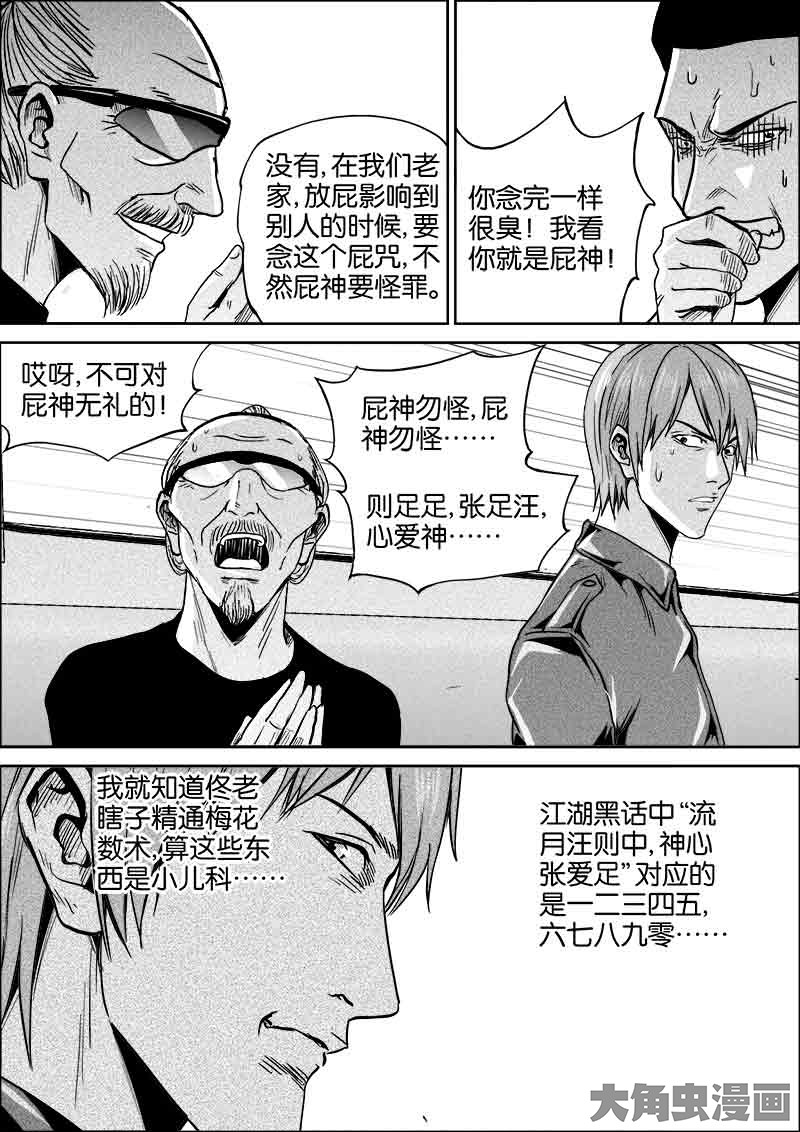 没有,在我们老
家,放屁影响到
别人的时候,要
念这个屁咒,不
然屁神要怪罪。
你念完一样
很臭！我看
你就是屁神！
哎呀,不可对
屁神无礼的！
屁神勿怪,屁
神勿怪……
则足足,张足汪,
心爱神……
我就知道佟老
瞎子精通梅花
数术,算这些东
西是小儿科……
江湖黑话中“流
月汪则中,神心
张爱足”对应的
是一二三四五,
六七八九零……
大角虫漫画